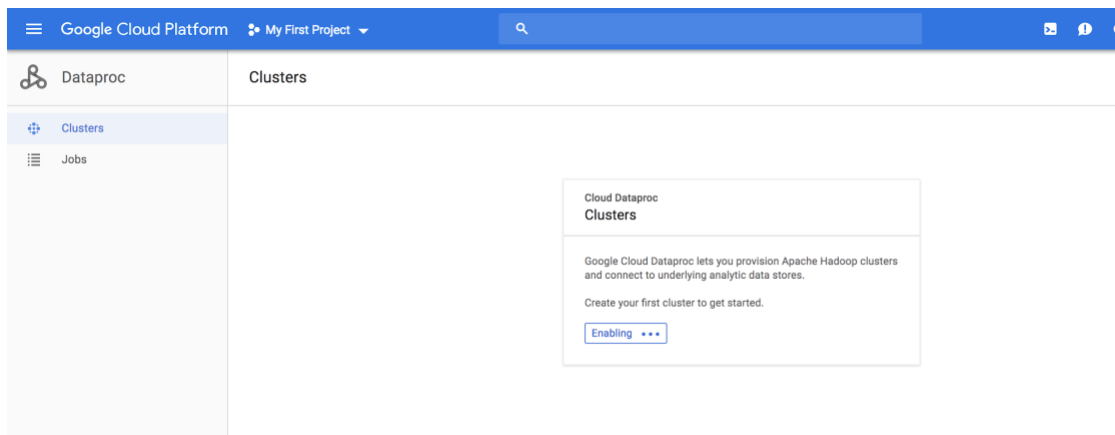 Google Cloud Platform
My First Project
Dataproc
Clusters
Clusters
Jobs
Cloud Dataproc
Clusters
Google Cloud Dataproc lets you provision Apache Hadoop clusters
and connect to underlying analytic data stores.
Create your first cluster to get started.
Enabling